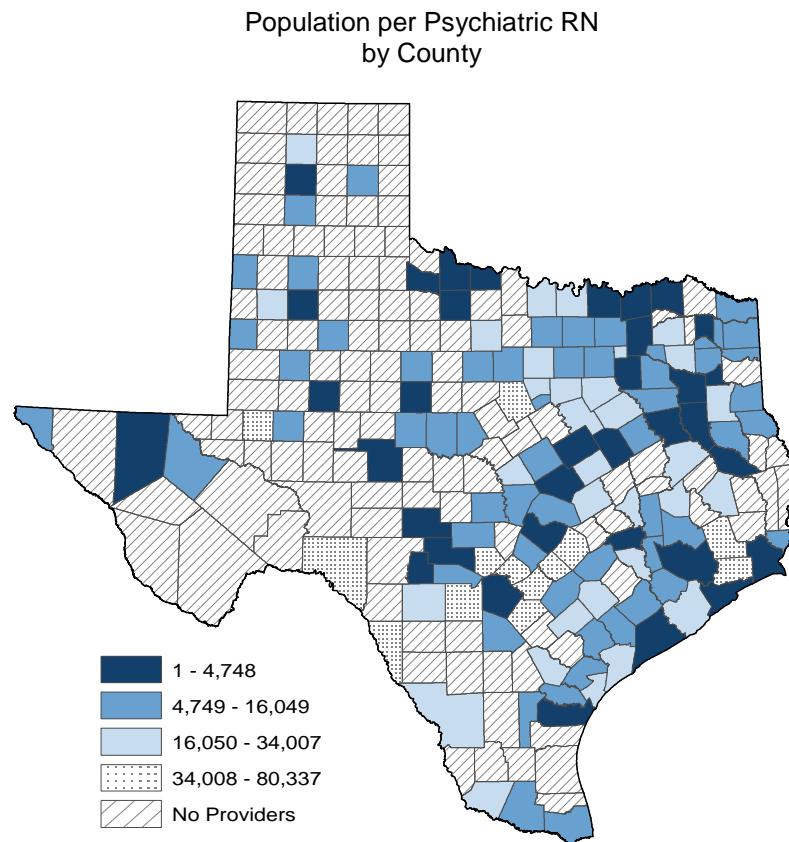 Population per Psychiatric RN
by County
1 - 4,748
4,749 - 16,049
16,050 - 34,007
34,008 - 80,337
No Providers